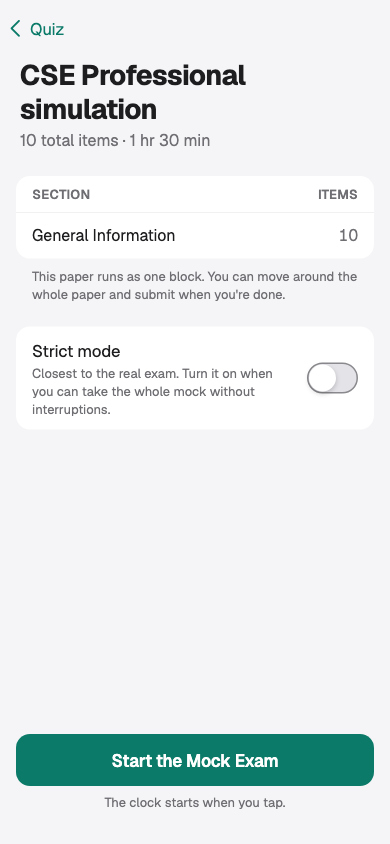 Quiz
CSE Professional
simulation
10 total items · 1 hr 30 min
SECTION ITEMS
General Information 10
This paper runs as one block. You can move around the
whole paper and submit when you're done.
Strict mode
Closest to the real exam. Turn it on when
you can take the whole mock without
interruptions.
Start the Mock Exam
The clock starts when you tap.